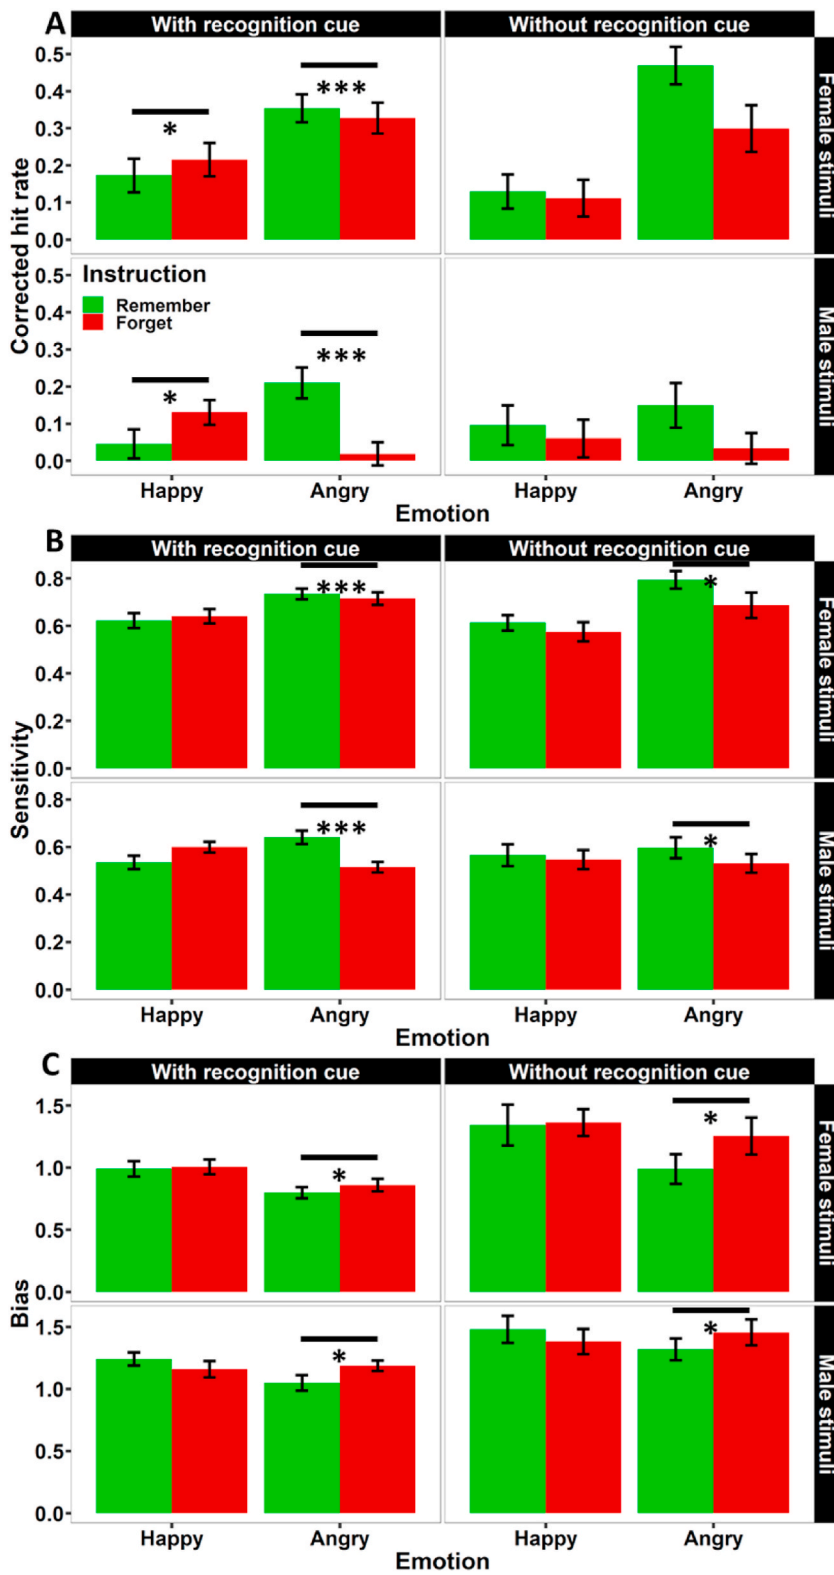 A
With recognition cue
Without recognition cue
Corrected hit rate
0.5
0.4
0.3
0.2
0.1
0.0
*
***
Female stimuli
0.5
0.4
0.3
0.2
0.1
0.0
Instruction
Remember
Forget
*
***
Male stimuli
Happy
Angry
Happy
Angry
Emotion
B
With recognition cue
Without recognition cue
Sensitivity
0.8
0.6
0.4
0.2
0.0
***
*
Female stimuli
0.8
0.6
0.4
0.2
0.0
***
*
Male stimuli
Happy
Angry
Happy
Angry
Emotion
C
With recognition cue
Without recognition cue
Bias
1.5
1.0
0.5
0.0
*
*
Female stimuli
1.5
1.0
0.5
0.0
*
*
Male stimuli
Happy
Angry
Happy
Angry
Emotion